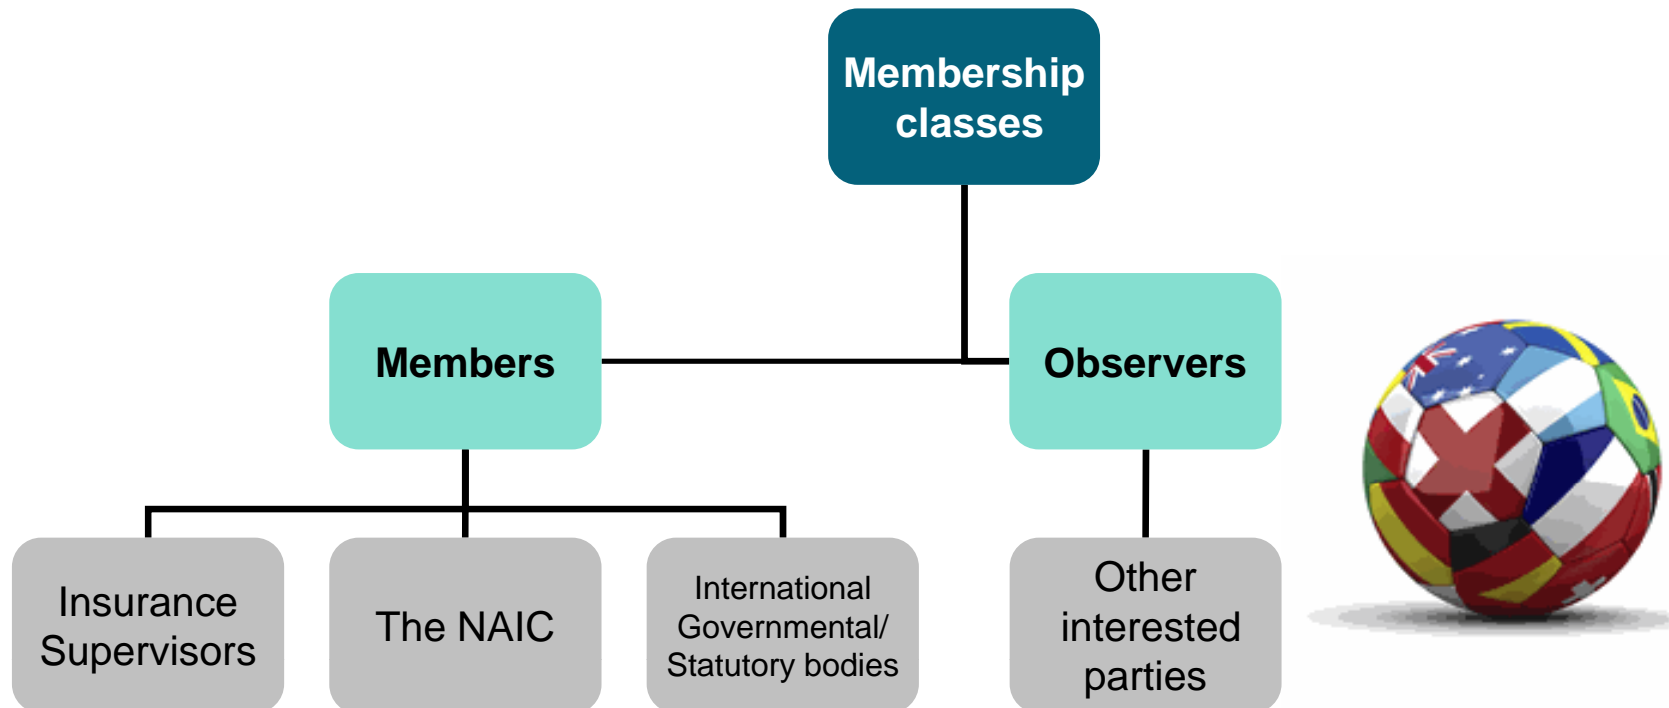 Membership
classes
Members
Observers
Insurance
Supervisors
The NAIC
International
Governmental/
Statutory bodies
Other
interested
parties